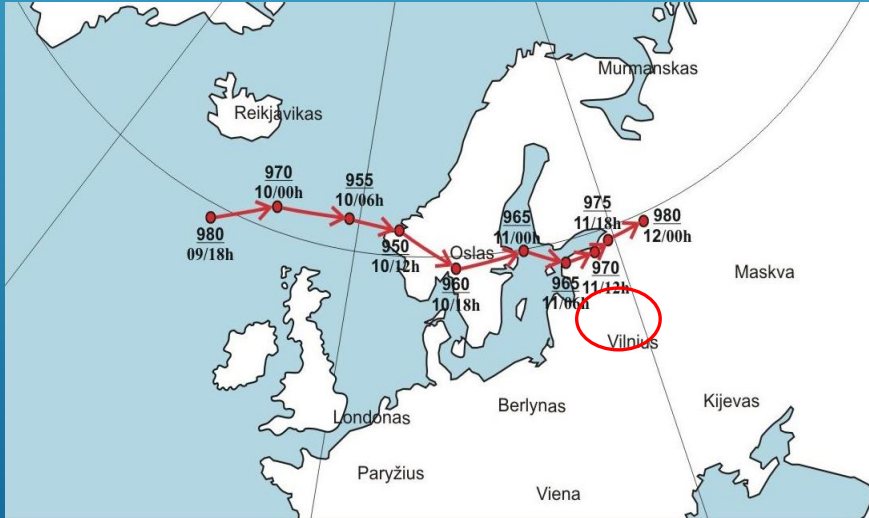 Murmanskas
Reikjavikas
970
10/00h
955
10/06h
980
09/18h
950
10/12h
Oslas
960
10/18h
965
11/00h
965
11/06h
970
11/12h
975
11/18h
980
12/00h
Maskva
Vilnius
Kijevas
Berlynas
Londonas
Paryžius
Viena